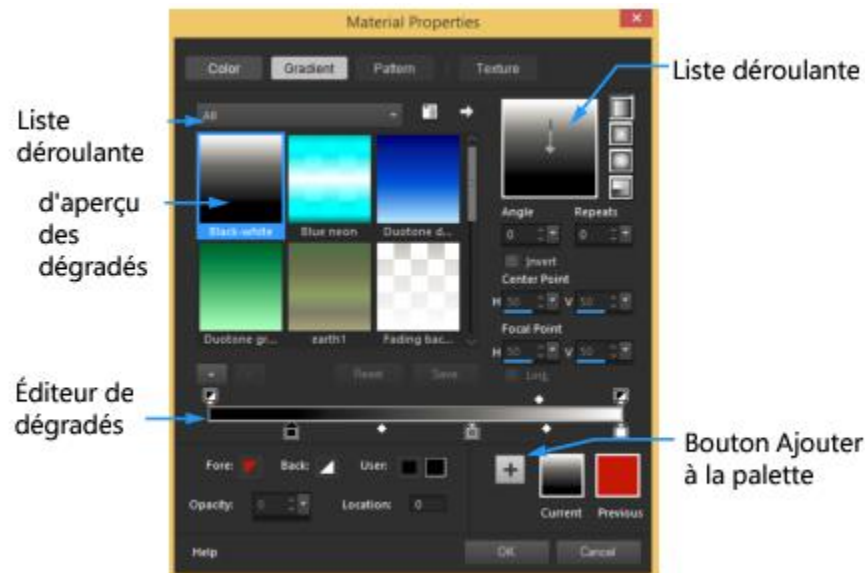 Material Properties
Color Gradient Pattern Texture
Liste déroulante
All
Liste
déroulante
d'aperçu
des
dégradés
Black-white Blue neon Duotone d...
Angle Repeats
0 0
Invert
Center Point
H 50 V 50
Focal Point
H 50 V 50
Link
Duotone gr... earth1 Fading bac...
Reset Save
Éditeur de
dégradés
Bouton Ajouter
à la palette
Fore: Back: User:
Opacity: 0 Location: 0
Current Previous
Help OK Cancel